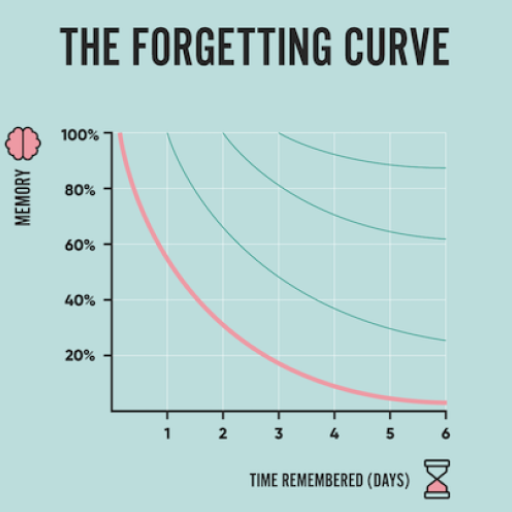 THE FORGETTING CURVE
100%
80%
60%
40%
20%
MEMORY
1 2 3 4 5 6
TIME REMEMBERED (DAYS)